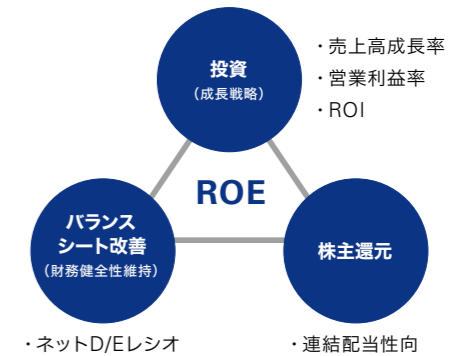 投資
（成長戦略）
・売上高成長率
・営業利益率
・ROI
ROE
バランス
シート改善
（財務健全性維持）
株主還元
・ネットD/Eレシオ
・連結配当性向